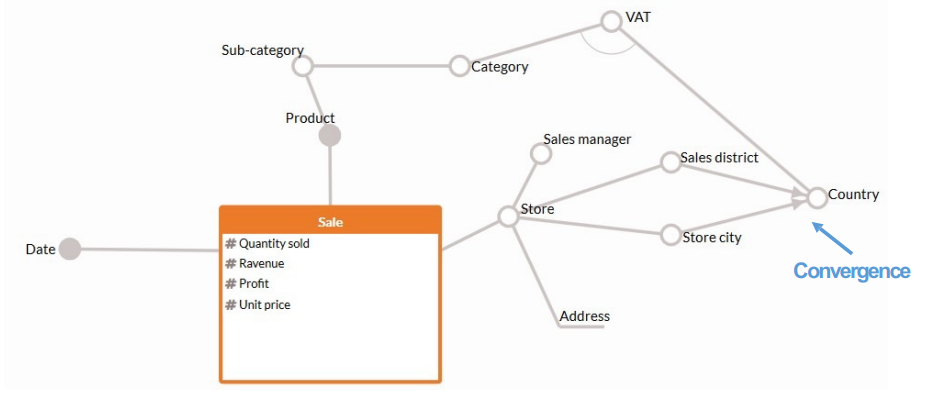 VAT
Sub-category
Category
Product
Sales manager
Sales district
Country
Store
Sale
Store city
Date
# Quantity sold
# Ravenue
# Profit
# Unit price
Convergence
Address